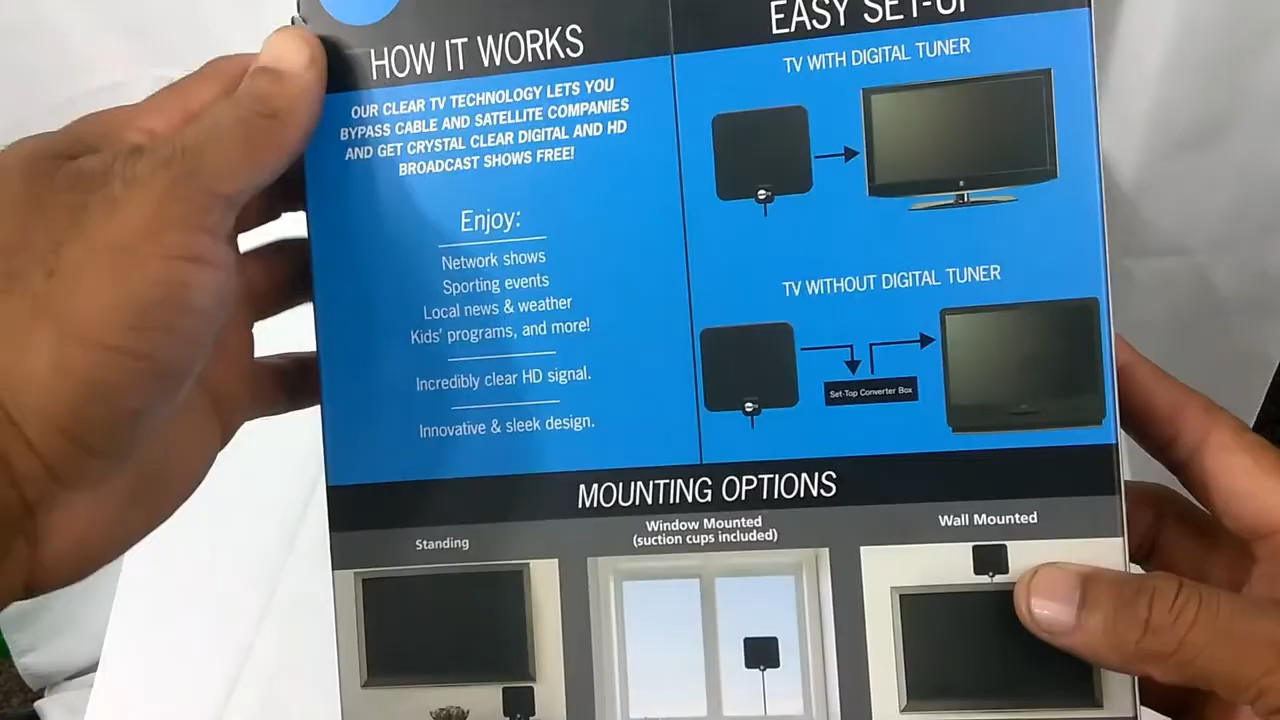 HOW IT WORKS
OUR CLEAR TV TECHNOLOGY LETS YOU
BYPASS CABLE AND SATELLITE COMPANIES
AND GET CRYSTAL CLEAR DIGITAL AND HD
BROADCAST SHOWS FREE!
Enjoy:
Network shows
Sporting events
Local news & weather
Kids' programs, and more!
Incredibly clear HD signal.
Innovative & sleek design.
EASY SET-UP
TV WITH DIGITAL TUNER
TV WITHOUT DIGITAL TUNER
Set-Top Converter Box
MOUNTING OPTIONS
Standing
Window Mounted
(suction cups included)
Wall Mounted